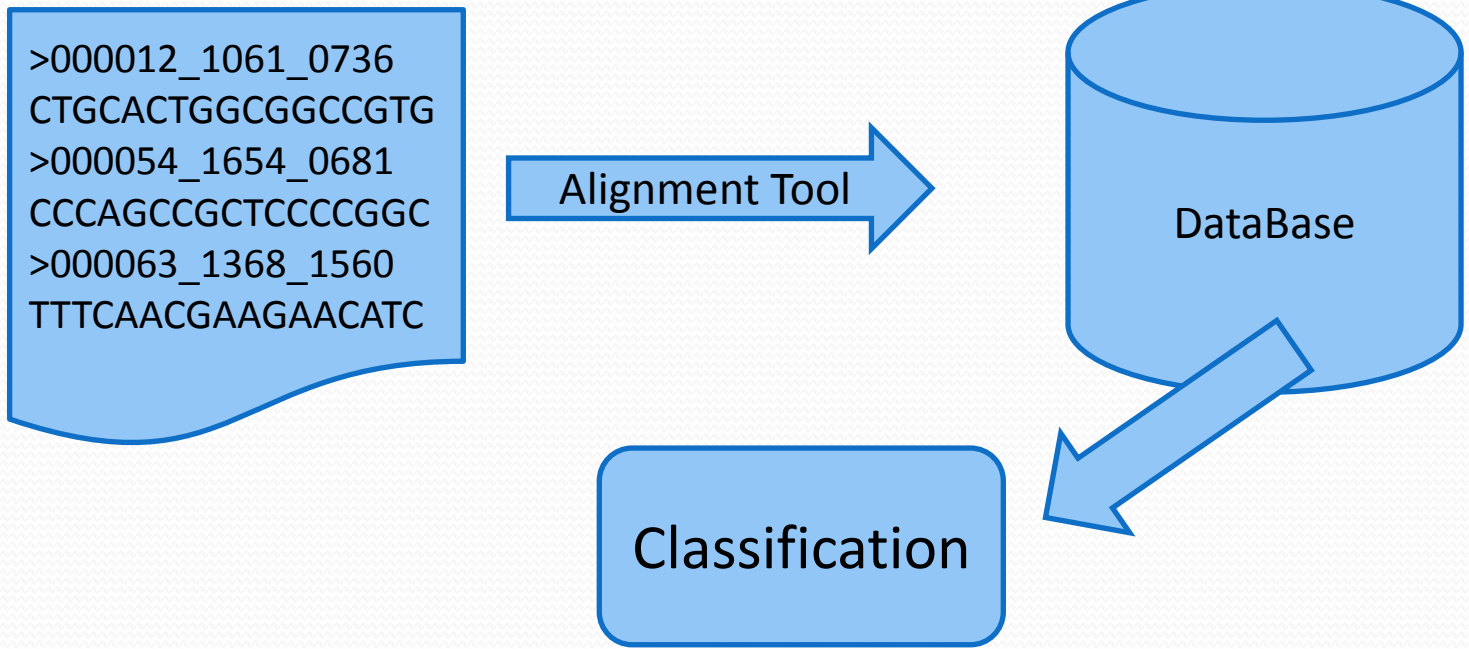 >000012_1061_0736
CTGCACTGGCGGCCGTG
>000054_1654_0681
CCCAGCCGCTCCCCGGC
>000063_1368_1560
TTTCAACGAAGAACATC
Alignment Tool
DataBase
Classification